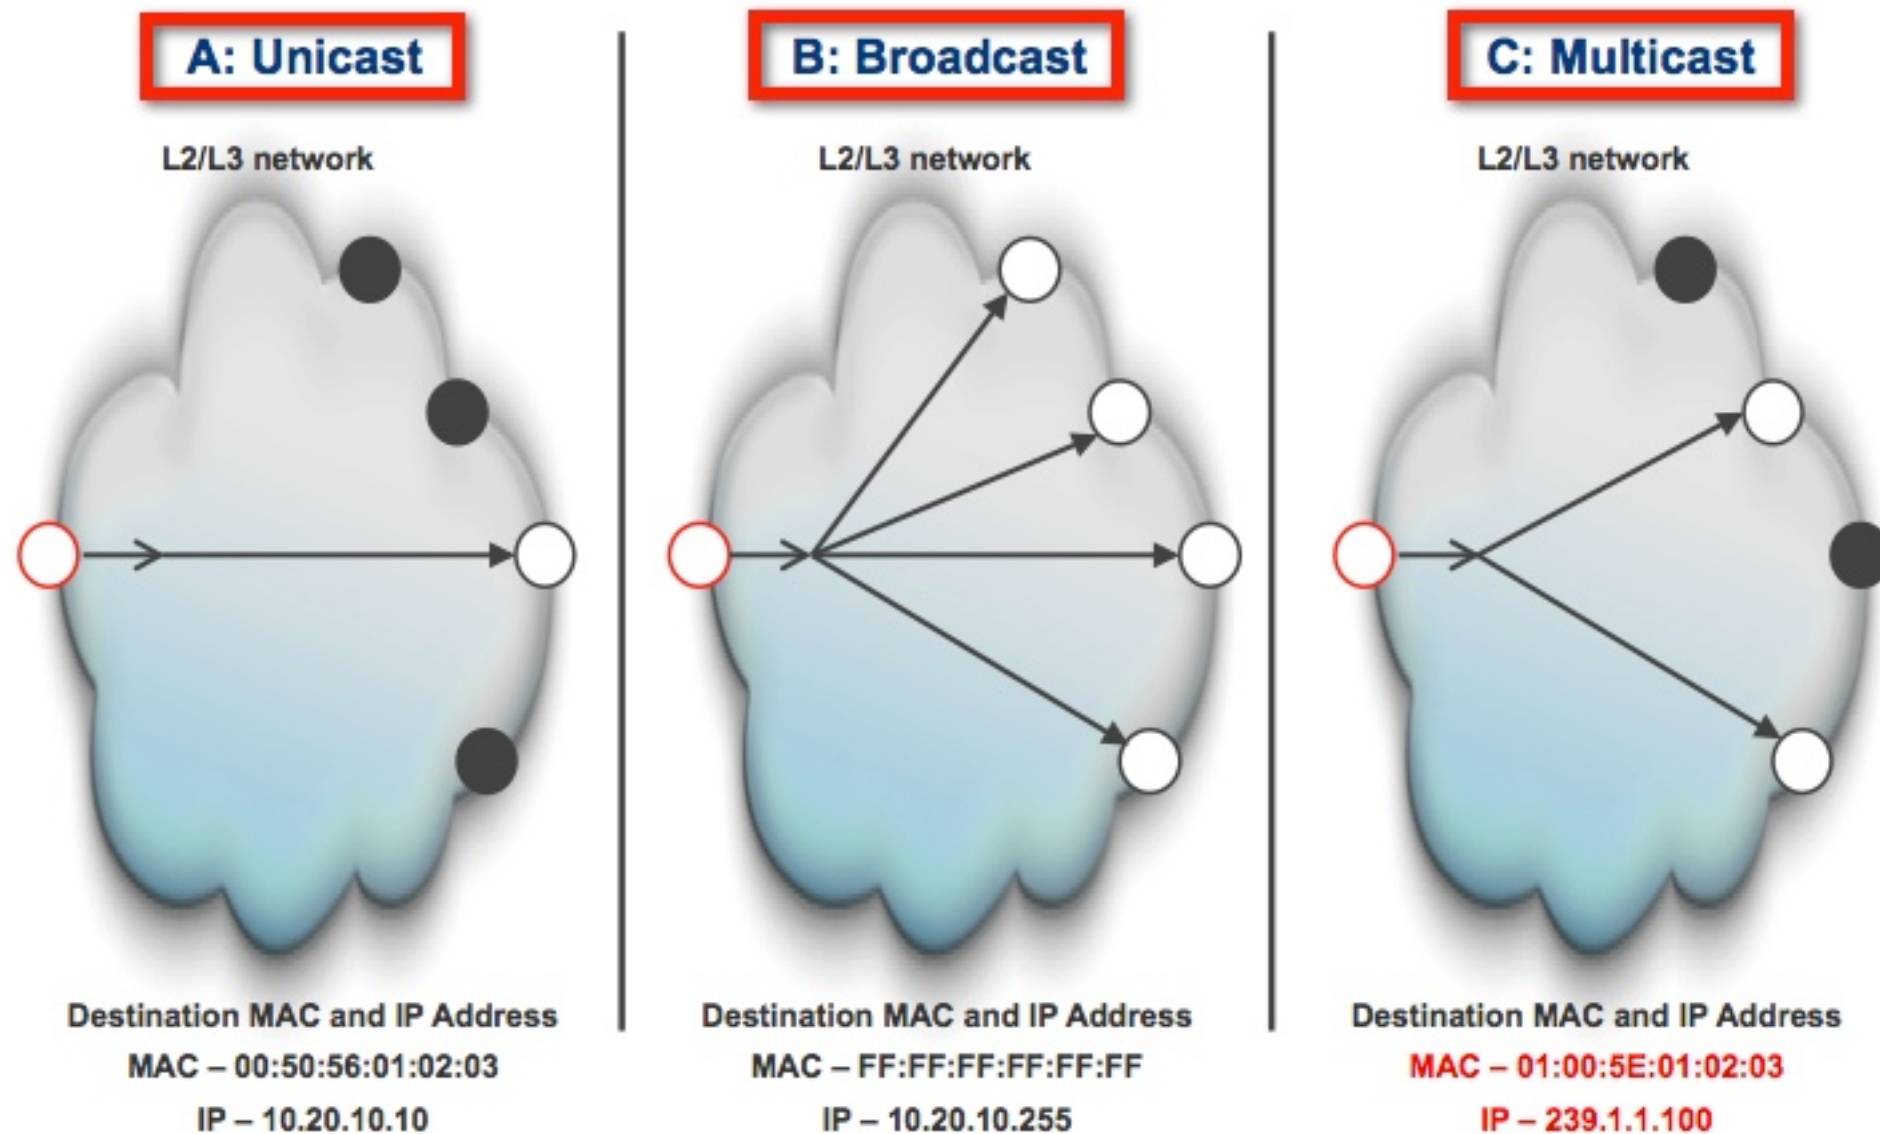 A: Unicast
L2/L3 network
Destination MAC and IP Address
MAC – 00:50:56:01:02:03
IP – 10.20.10.10
B: Broadcast
L2/L3 network
Destination MAC and IP Address
MAC – FF:FF:FF:FF:FF:FF
IP – 10.20.10.255
C: Multicast
L2/L3 network
Destination MAC and IP Address
MAC – 01:00:5E:01:02:03
IP – 239.1.1.100